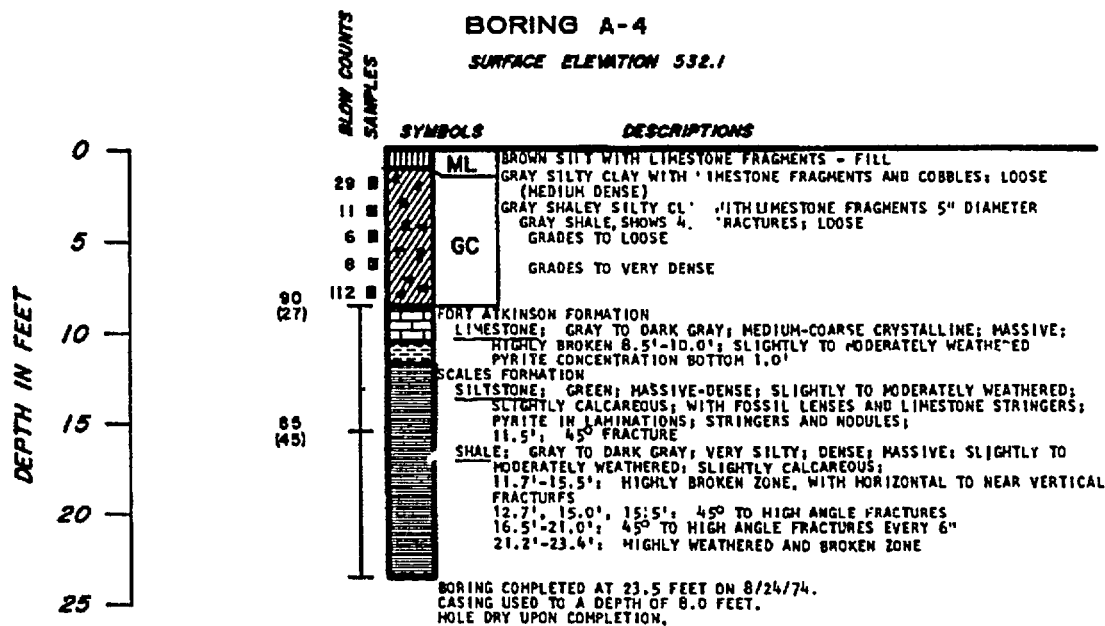 BORING A-4
SURFACE ELEVATION 532.1
BLOW COUNTS
SAMPLES
SYMBOLS DESCRIPTIONS
DEPTH IN FEET
0
5
10
15
20
25
29
11
6
8
112
90
(27)
85
(45)
ML
GC
BROWN SILT WITH LIMESTONE FRAGMENTS - FILL
GRAY SILTY CLAY WITH IMESTONE FRAGMENTS AND COBBLES; LOOSE
(MEDIUM DENSE)
GRAY SHALEY SILTY CL ITH LIMESTONE FRAGMENTS 5" DIAMETER
GRAY SHALE, SHOWS 4. RACTURES; LOOSE
GRADES TO LOOSE
GRADES TO VERY DENSE
FORT ATKINSON FORMATION
LIMESTONE; GRAY TO DARK GRAY; MEDIUM-COARSE CRYSTALLINE; MASSIVE;
HIGHLY BROKEN 8.5'-10.0'; SLIGHTLY TO MODERATELY WEATHERED
PYRITE CONCENTRATION BOTTOM 1.0'
SCALES FORMATION
SILTSTONE; GREEN; MASSIVE-DENSE; SLIGHTLY TO MODERATELY WEATHERED;
SLIGHTLY CALCAREOUS; WITH FOSSIL LENSES AND LIMESTONE STRINGERS;
PYRITE IN LAMINATIONS; STRINGERS AND NODULES;
11.5': 45° FRACTURE
SHALE; GRAY TO DARK GRAY; VERY SILTY; DENSE; MASSIVE; SLIGHTLY TO
MODERATELY WEATHERED; SLIGHTLY CALCAREOUS;
11.7'-15.5': HIGHLY BROKEN ZONE, WITH HORIZONTAL TO NEAR VERTICAL
FRACTURES
12.7', 15.0', 15.5': 45° TO HIGH ANGLE FRACTURES
16.5'-21.0': 45° TO HIGH ANGLE FRACTURES EVERY 6"
21.2'-23.4': HIGHLY WEATHERED AND BROKEN ZONE
BORING COMPLETED AT 23.5 FEET ON 8/24/74.
CASING USED TO A DEPTH OF 8.0 FEET.
HOLE DRY UPON COMPLETION.